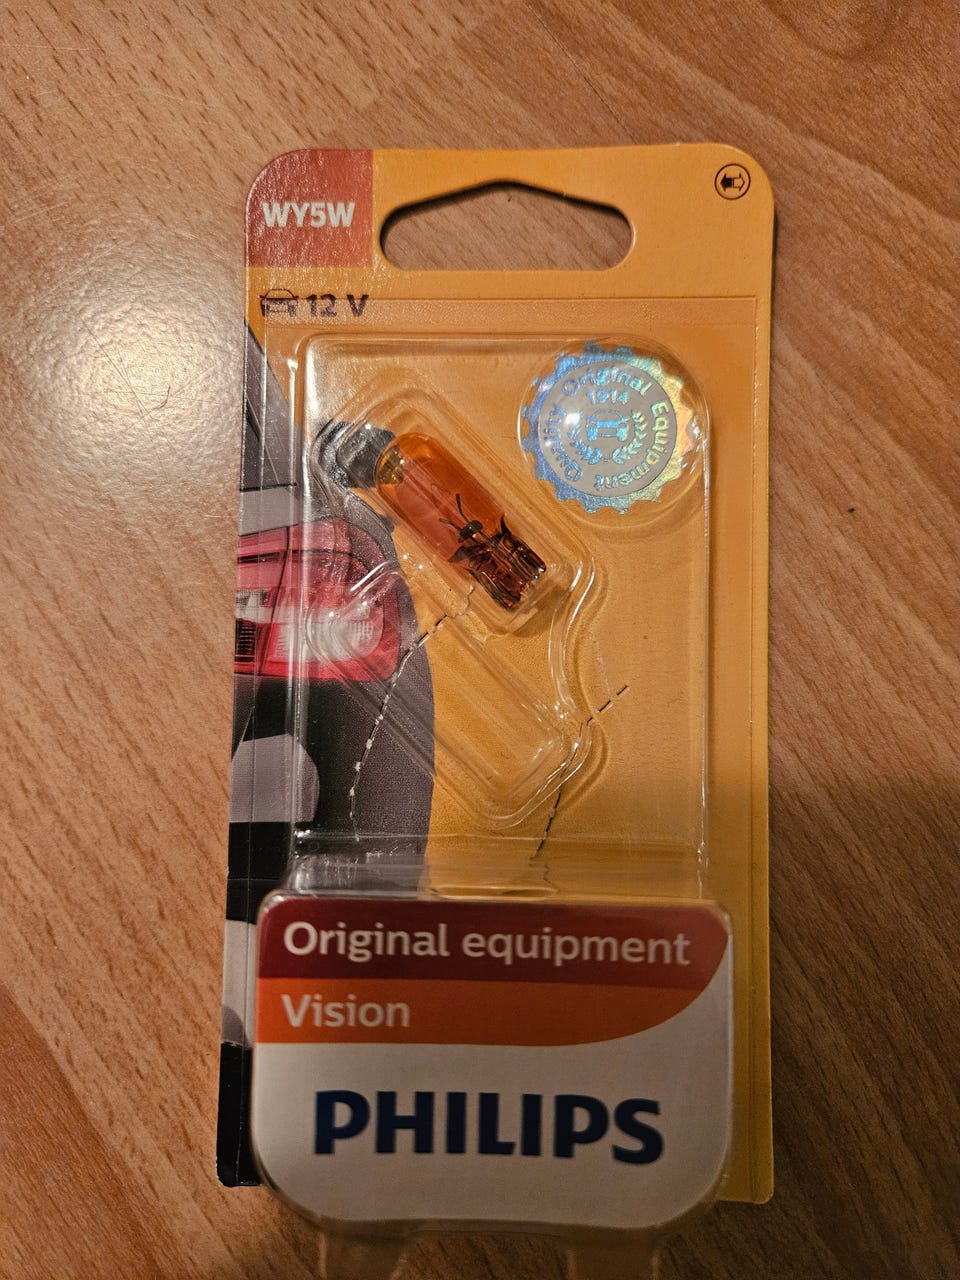 WY5W
12 V
Quality Original Equipment
1914
Original equipment
Vision
PHILIPS